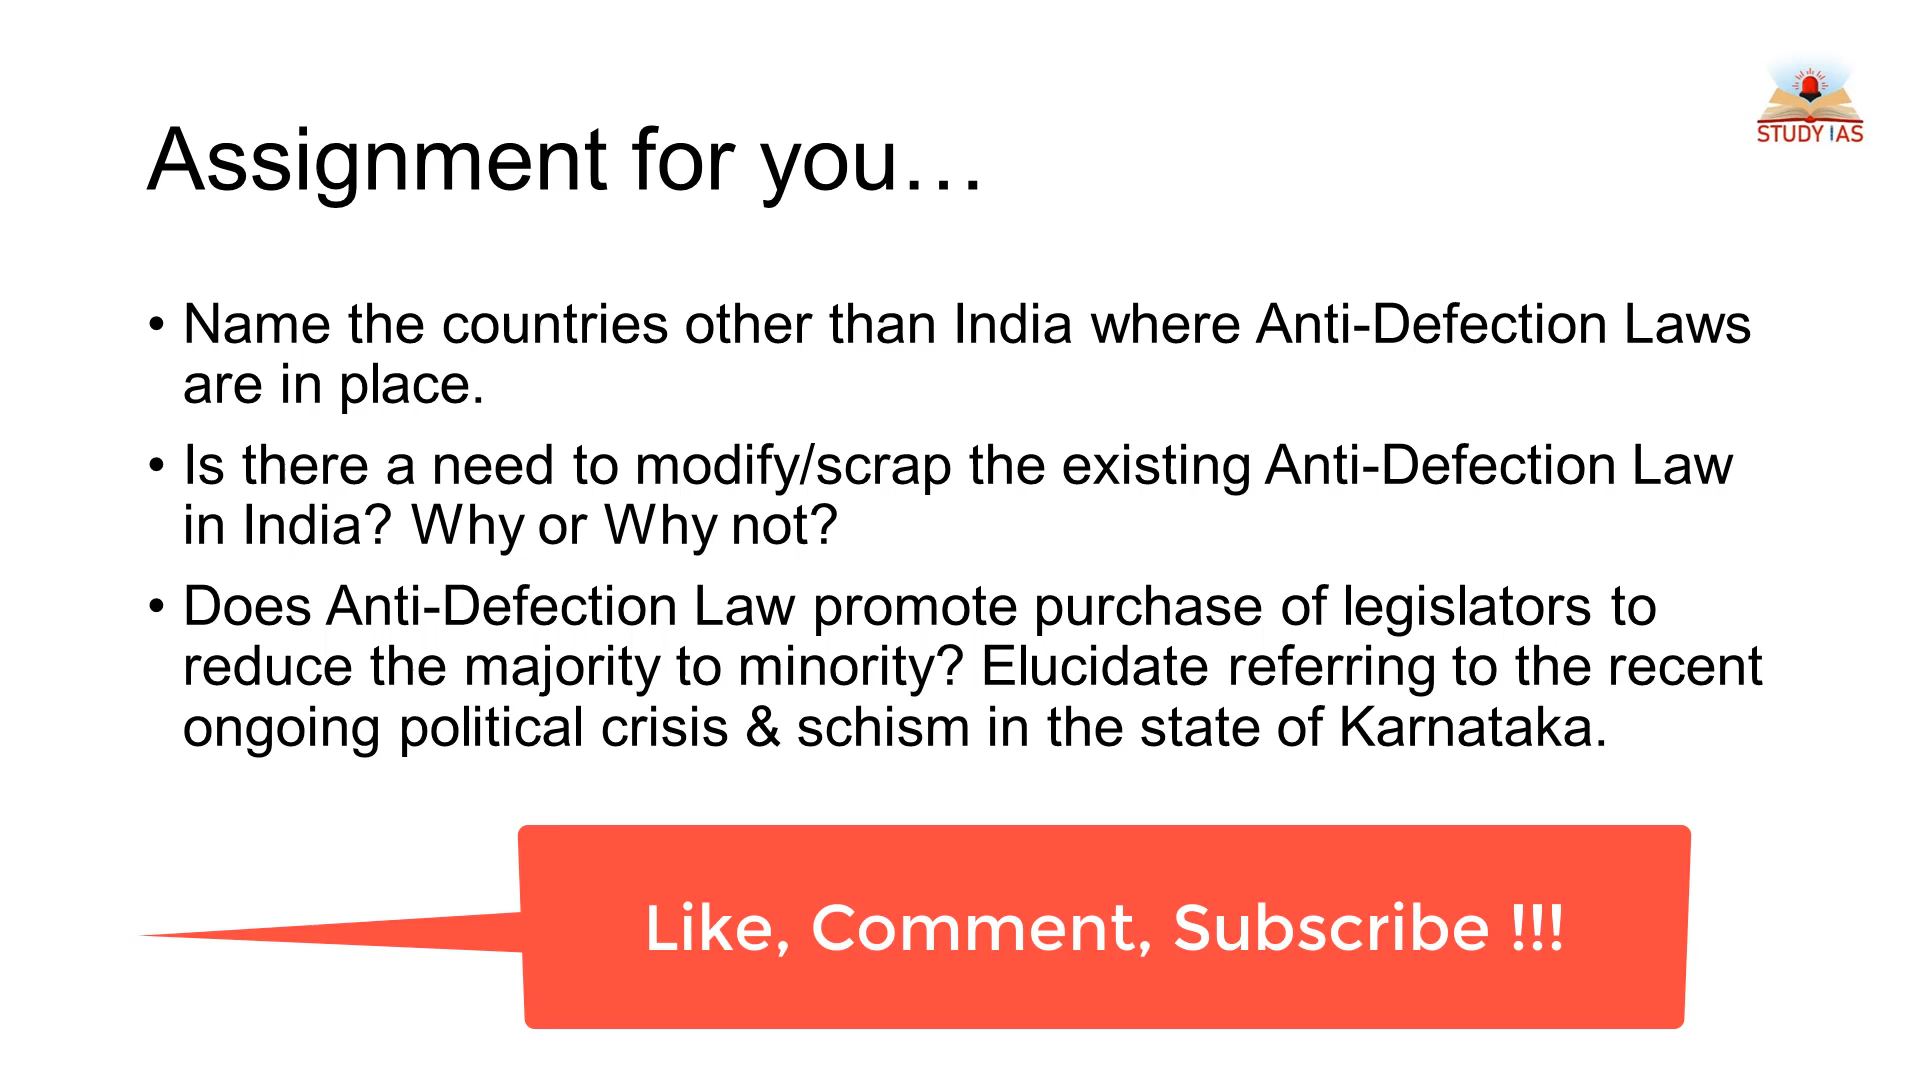 STUDY IAS
Assignment for you…
• Name the countries other than India where Anti-Defection Laws
are in place.
• Is there a need to modify/scrap the existing Anti-Defection Law
in India? Why or Why not?
• Does Anti-Defection Law promote purchase of legislators to
reduce the majority to minority? Elucidate referring to the recent
ongoing political crisis & schism in the state of Karnataka.
Like, Comment, Subscribe !!!